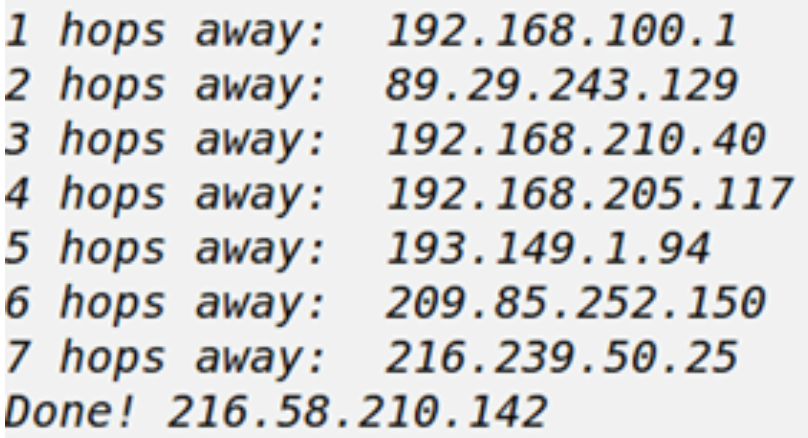 1 hops away:  192.168.100.1
2 hops away:  89.29.243.129
3 hops away:  192.168.210.40
4 hops away:  192.168.205.117
5 hops away:  193.149.1.94
6 hops away:  209.85.252.150
7 hops away:  216.239.50.25
Done! 216.58.210.142